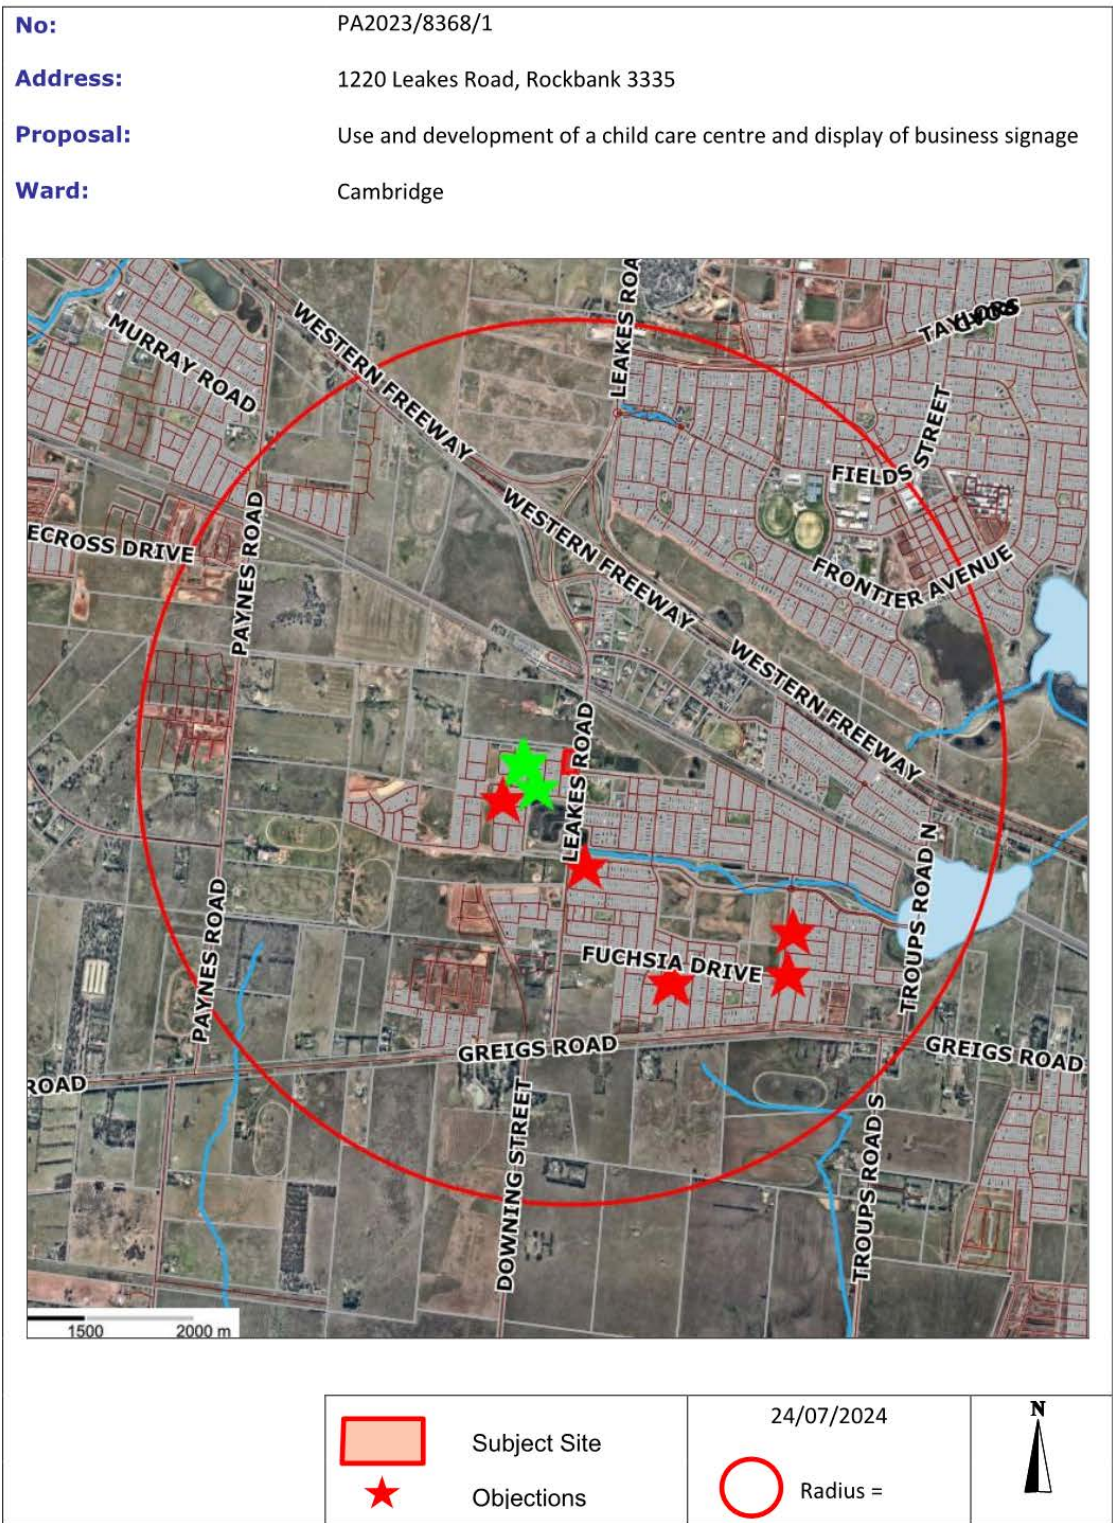 No: PA2023/8368/1
Address: 1220 Leakes Road, Rockbank 3335
Proposal: Use and development of a child care centre and display of business signage
Ward: Cambridge
LEAKES ROA
WESTERN FREEWAY
MURRAY ROAD
FIELDS STREET
WESTERN FREEWAY
PAYNES ROAD
ECROSS DRIVE
FRONTIER AVENUE
WESTERN FREEWAY
LEAKES ROAD
PAYNES ROAD
TROUPS ROAD N
FUCHSIA DRIVE
GREIGS ROAD
GREIGS ROAD
ROAD
DOWNING STREET
TROUPS ROAD S
1500 2000 m
Subject Site
Objections
24/07/2024
Radius =
N